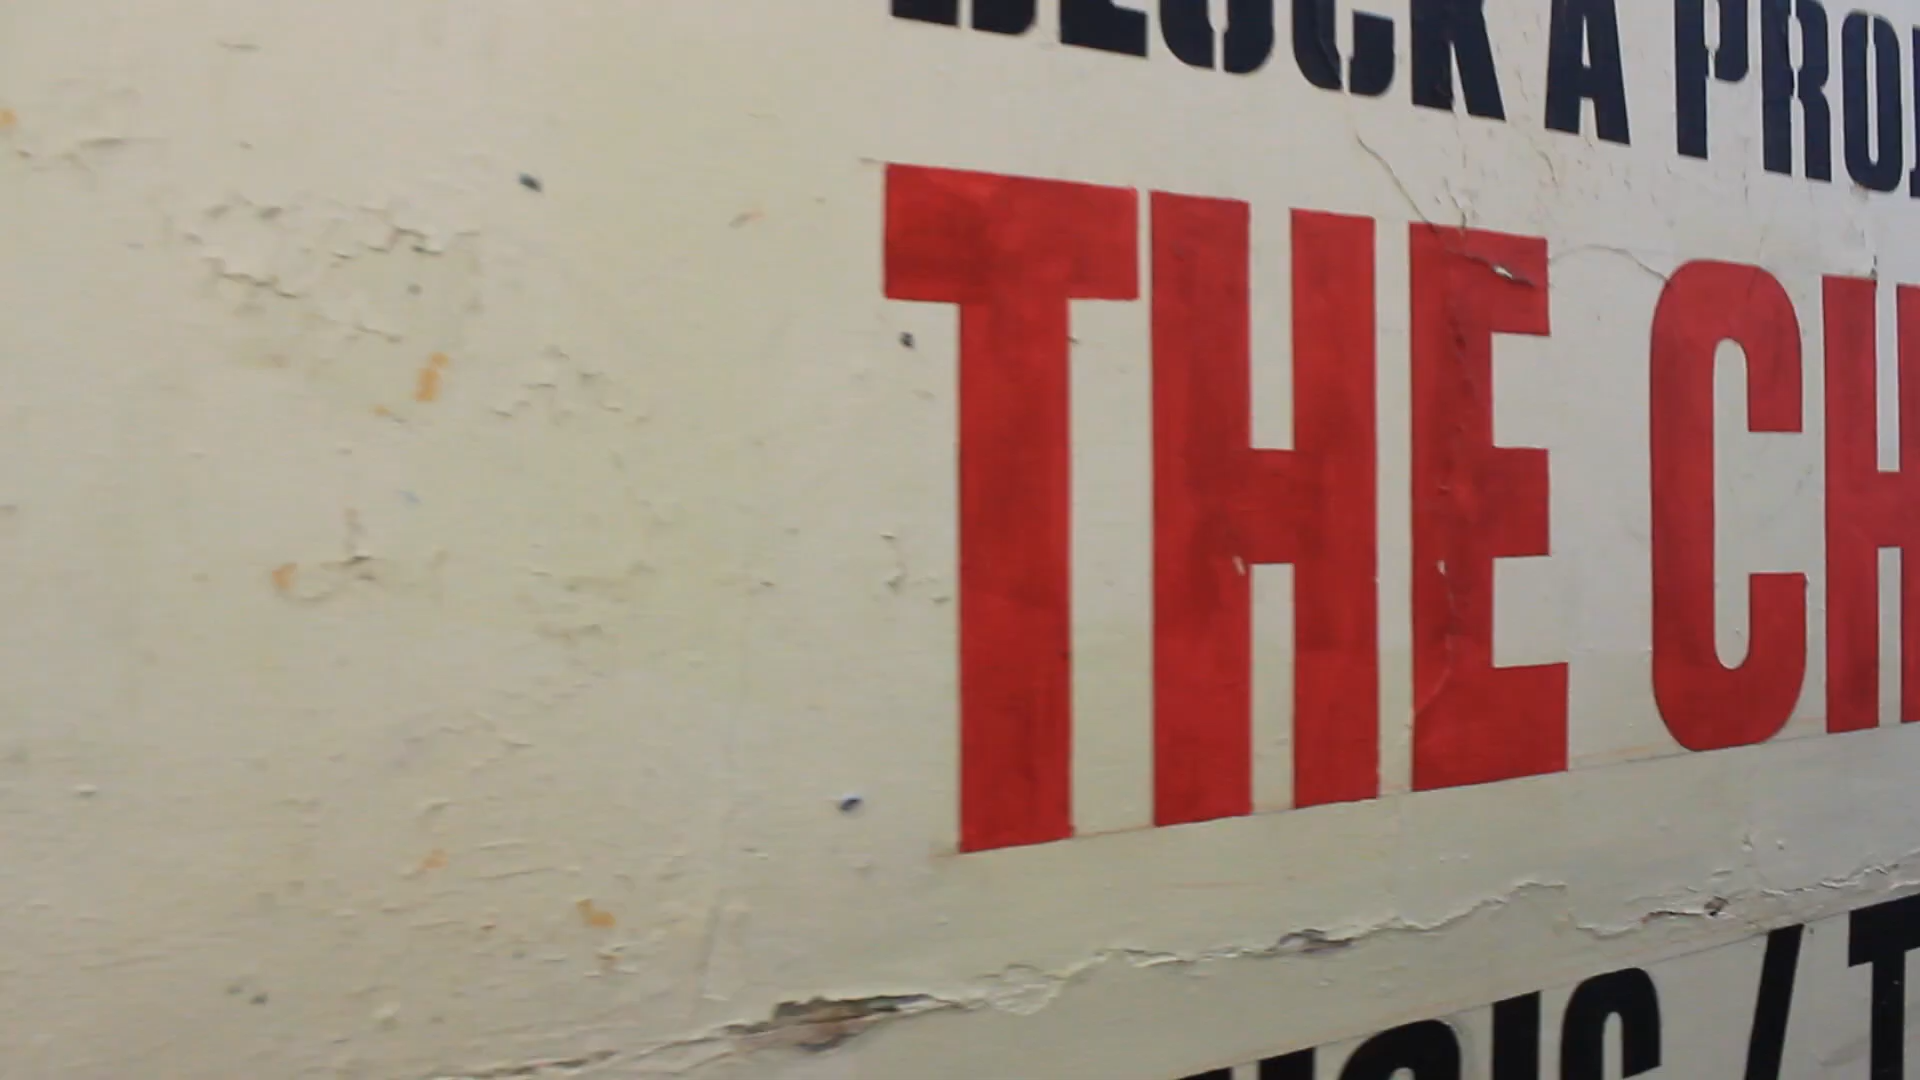 BLOCK A PRO
THE CH
/ T